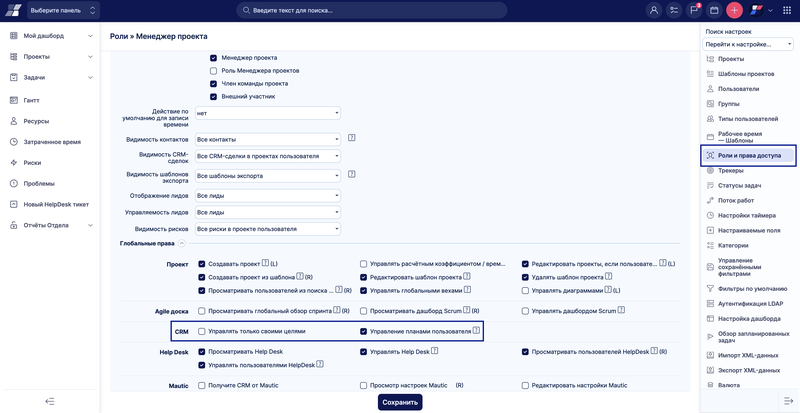 Выберите панель
Введите текст для поиска...
3
Мой дашборд
Проекты
Задачи
Гантт
Ресурсы
Затраченное время
Риски
Проблемы
Новый HelpDesk тикет
Отчёты Отдела
Роли » Менеджер проекта
Менеджер проекта
Роль Менеджеров проекта
Член команды проекта
Внешний участник
Действие по умолчанию для записи времени
нет
Видимость контактов
Все контакты
?
Видимость CRM-сделок
Все CRM-сделки в проектах пользователя
Видимость шаблонов экспорта
Все шаблоны экспорта
?
Отображение лидов
Все лиды
Управляемость лидов
Все лиды
Видимость рисков
Все риски в проекте пользователя
Глобальные права
Проект
Создавать проект ? (L)
Управлять расчётным коэффициентом / врем...
Редактировать проекты, если пользовате... ? (L)
Создавать проект из шаблона ? (R)
Редактировать шаблон проекта ?
Удалять шаблон проекта ?
Просматривать пользователей из поиска ... ? (R)
Управлять глобальными вехами ?
Управлять диаграммами ? (L)
Agile доска
Просматривать глобальный обзор спринта ? (R)
Просматривать дашборд Scrum ? (R)
Управлять дашбордом Scrum ?
CRM
Управлять только своими целями
Управление планами пользователя ?
Help Desk
Просматривать Help Desk
Управлять Help Desk ?
Просматривать пользователей HelpDesk ? (R)
Управлять пользователями HelpDesk ?
Mautic
Получите CRM от Mautic
Просмотр настроек Mautic (R)
Редактировать настройки Mautic
Сохранить
Поиск настроек
Перейти к настройке...
Проекты
Шаблоны проектов
Пользователи
Группы
Типы пользователей
Рабочее время
— Шаблоны
Роли и права доступа
Трекеры
Статусы задач
Поток работ
Настройки таймера
Настраиваемые поля
Категории
Управление
сохранёнными
фильтрами
Фильтры по умолчанию
Аутентификация LDAP
Настройка дашборда
Обзор запланированных
задач
Импорт XML-данных
Экспорт XML-данных
Валюта